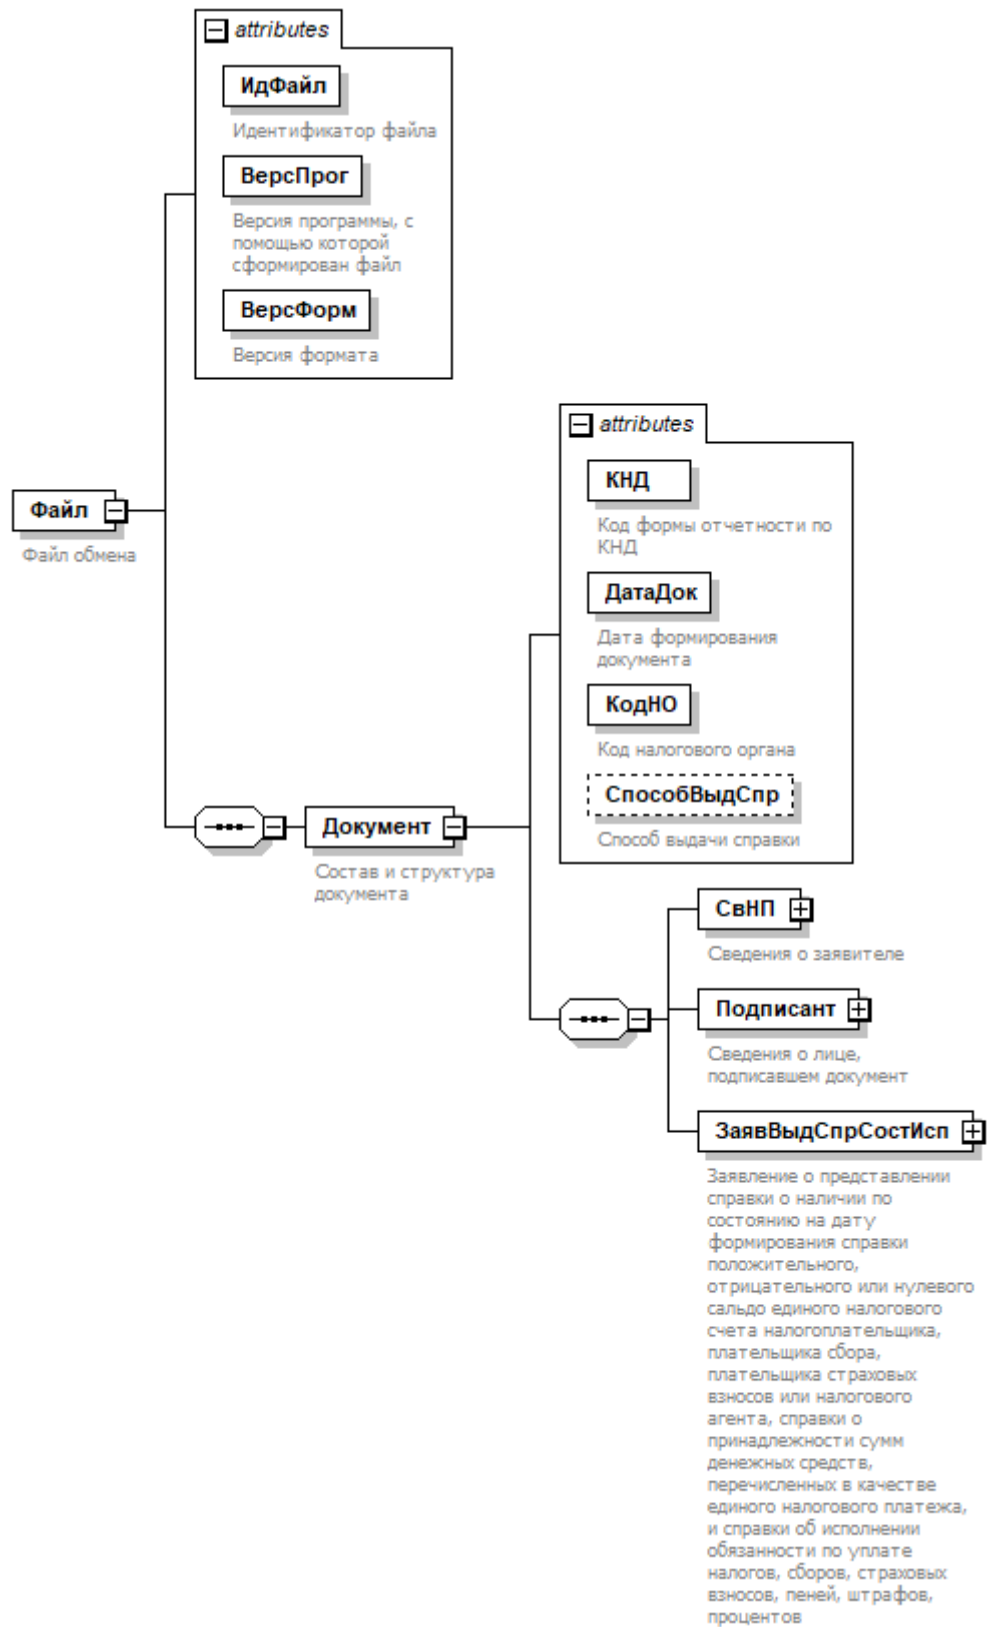 attributes
ИдФайл
Идентификатор файла
ВерсПрог
Версия программы, с
помощью которой
сформирован файл
ВерсФорм
Версия формата
Файл
Файл обмена
attributes
КНД
Код формы отчетности по
КНД
ДатаДок
Дата формирования
документа
КодНО
Код налогового органа
СпособВыдСпр
Способ выдачи справки
Документ
Состав и структура
документа
СвНП
Сведения о заявителе
Подписант
Сведения о лице,
подписавшем документ
ЗаявВыдСпрСостИсп
Заявление о представлении
справки о наличии по
состоянию на дату
формирования справки
положительного,
отрицательного или нулевого
сальдо единого налогового
счета налогоплательщика,
плательщика сбора,
плательщика страховых
взносов или налогового
агента, справки о
принадлежности сумм
денежных средств,
перечисленных в качестве
единого налогового платежа,
и справки об исполнении
обязанности по уплате
налогов, сборов, страховых
взносов, пеней, штрафов,
процентов